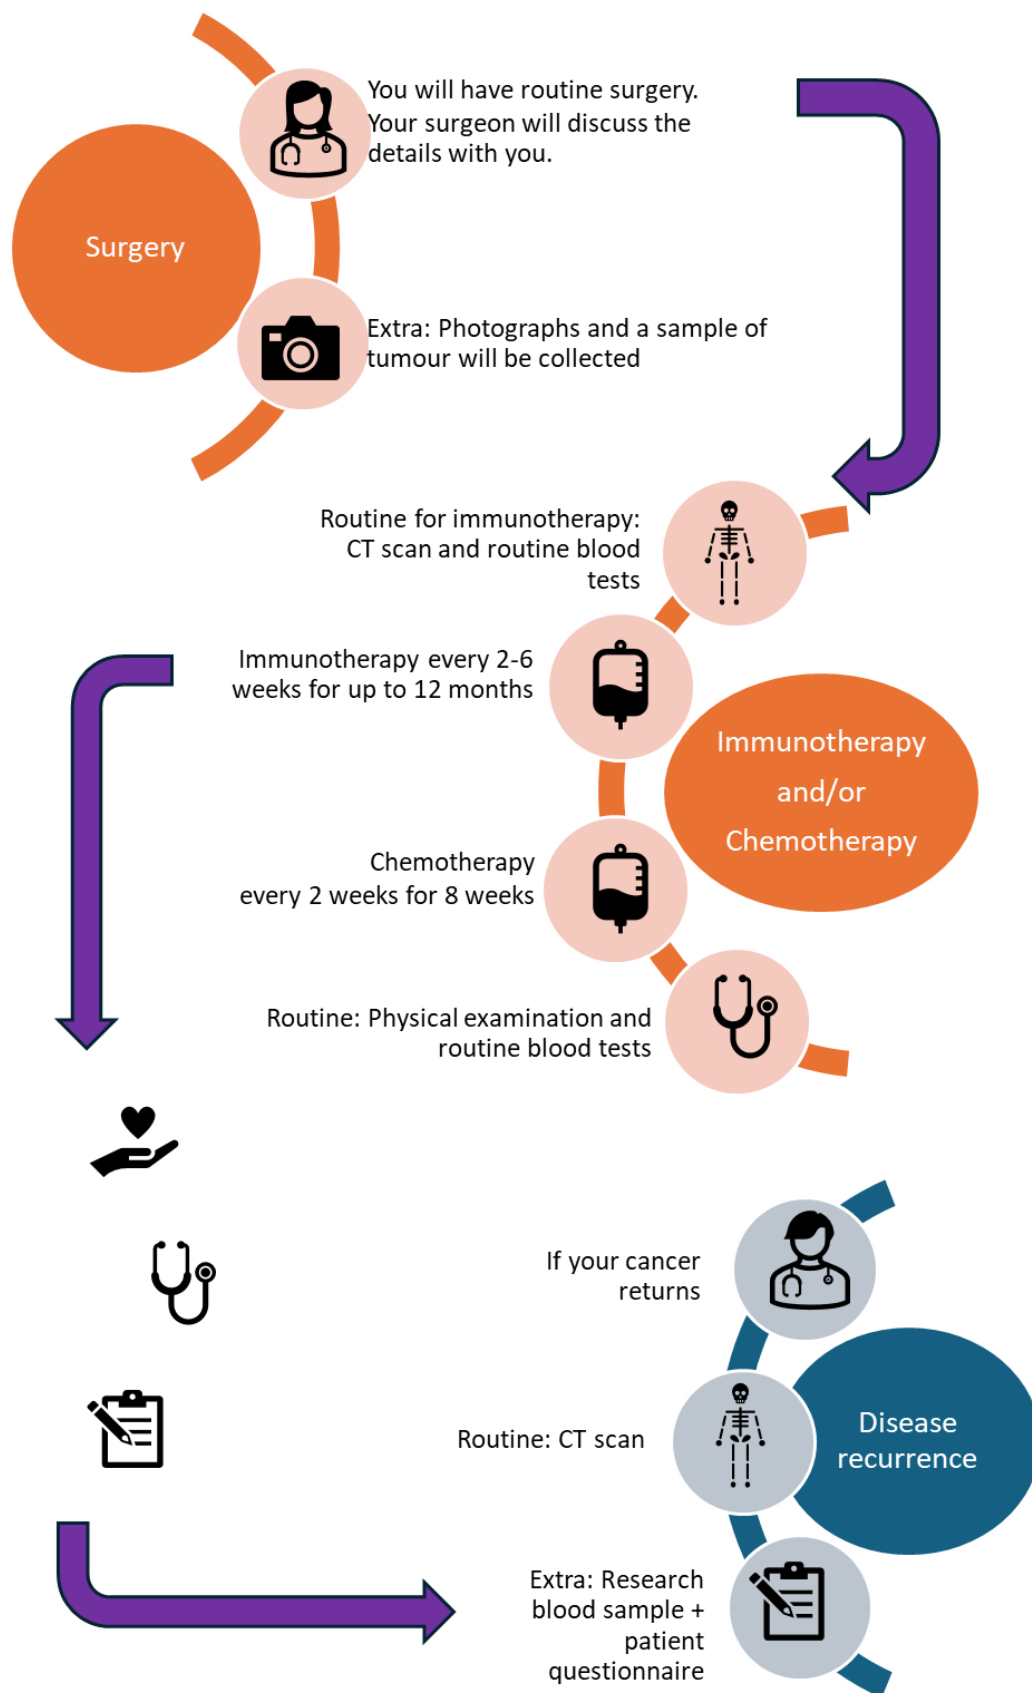 You will have routine surgery.
Your surgeon will discuss the
details with you.
Surgery
Extra: Photographs and a sample of
tumour will be collected
Routine for immunotherapy:
CT scan and routine blood
tests
Immunotherapy every 2-6
weeks for up to 12 months
Immunotherapy
and/or
Chemotherapy
Chemotherapy
every 2 weeks for 8 weeks
Routine: Physical examination and
routine blood tests
If your cancer
returns
Disease
recurrence
Routine: CT scan
Extra: Research
blood sample +
patient
questionnaire